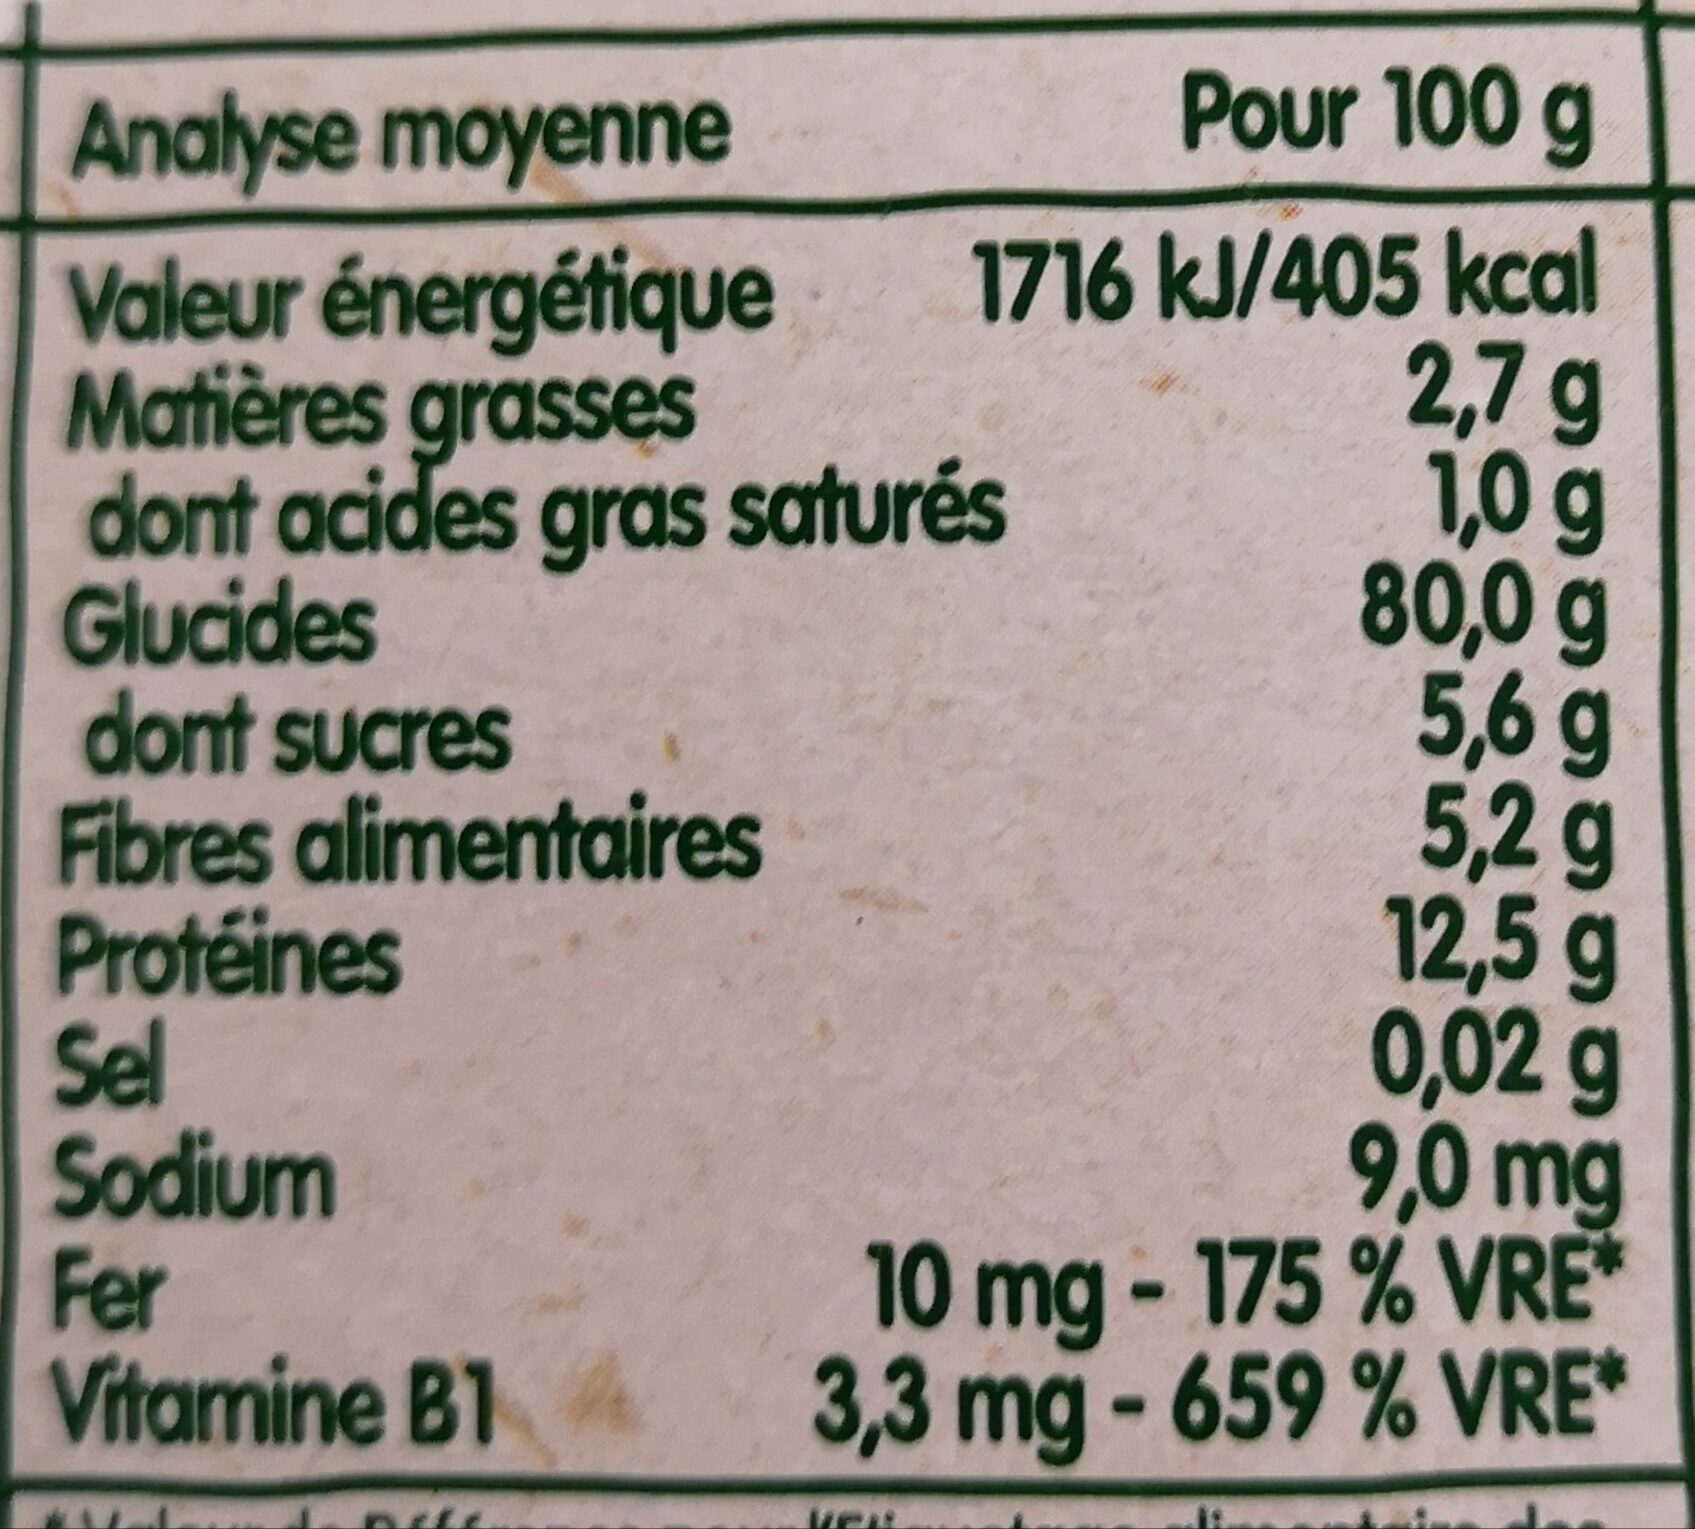 Analyse moyenne Pour 100 g
Valeur énergétique 1716 kJ/405 kcal
Matières grasses 2,7 g
dont acides gras saturés 1,0 g
Glucides 80,0 g
dont sucres 5,6 g
Fibres alimentaires 5,2 g
Protéines 12,5 g
Sel 0,02 g
Sodium 9,0 mg
Fer 10 mg - 175 % VRE*
Vitamine B1 3,3 mg - 659 % VRE*